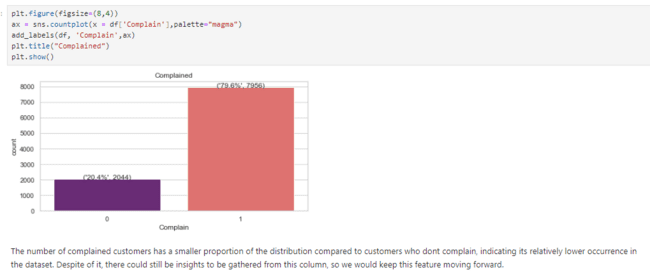 plt.figure(figsize=(8,4))
ax = sns.countplot(x = df['Complain'],palette="magma")
add_labels(df, 'Complain',ax)
plt.title("Complained")
plt.show()
Complained
8000
7000
6000
5000
4000
3000
2000
1000
0
count
('20.4%', 2044)
('79.6%', 7956)
0
1
Complain
The number of complained customers has a smaller proportion of the distribution compared to customers who dont complain, indicating its relatively lower occurrence in
the dataset. Despite of it, there could still be insights to be gathered from this column, so we would keep this feature moving forward.